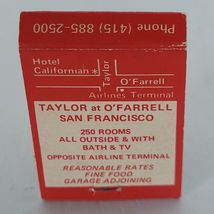 Phone (415) 885-2500
Hotel
Californian *
Taylor
O'Farrell
Airlines Terminal
TAYLOR at O'FARRELL
SAN FRANCISCO
250 ROOMS
ALL OUTSIDE & WITH
BATH & TV
OPPOSITE AIRLINE TERMINAL
REASONABLE RATES
FINE FOOD
GARAGE ADJOINING